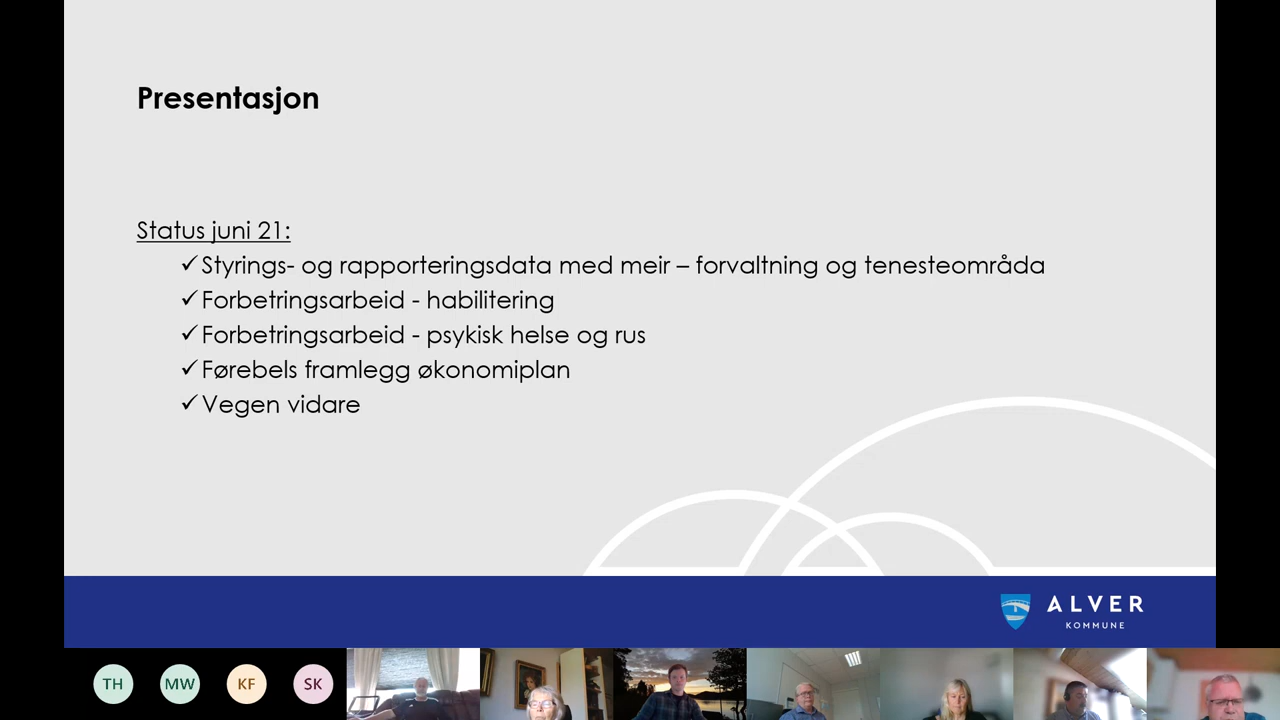 Presentasjon
Status juni 21:
✓Styrings- og rapporteringsdata med meir – forvaltning og tenesteområda
✓Forbetringsarbeid - habilitering
✓Forbetringsarbeid - psykisk helse og rus
✓Førebels framlegg økonomiplan
✓Vegen vidare
ALVER
KOMMUNE
TH MW KF SK